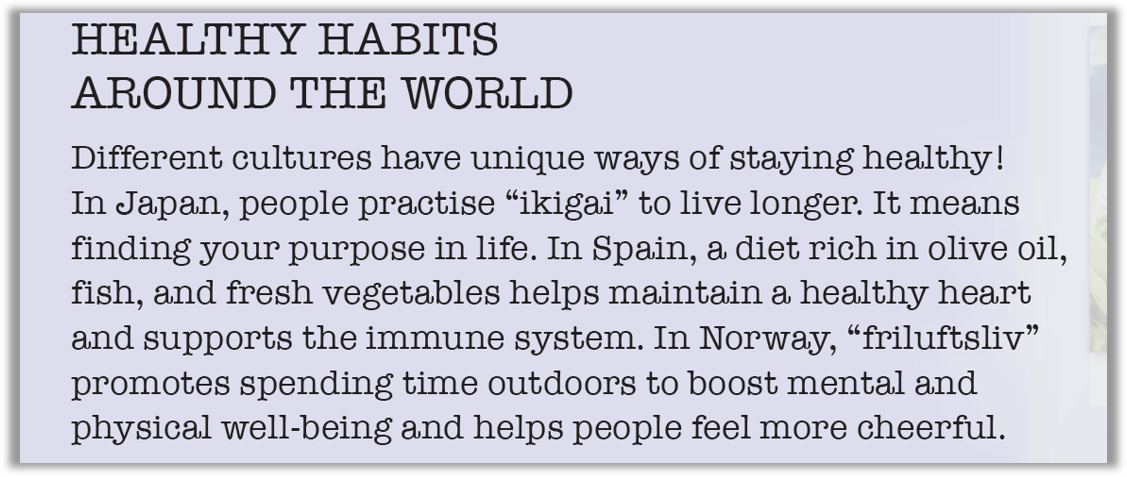 HEALTHY HABITS
AROUND THE WORLD
Different cultures have unique ways of staying healthy!
In Japan, people practise “ikigai” to live longer. It means
finding your purpose in life. In Spain, a diet rich in olive oil,
fish, and fresh vegetables helps maintain a healthy heart
and supports the immune system. In Norway, “friluftsliv”
promotes spending time outdoors to boost mental and
physical well-being and helps people feel more cheerful.